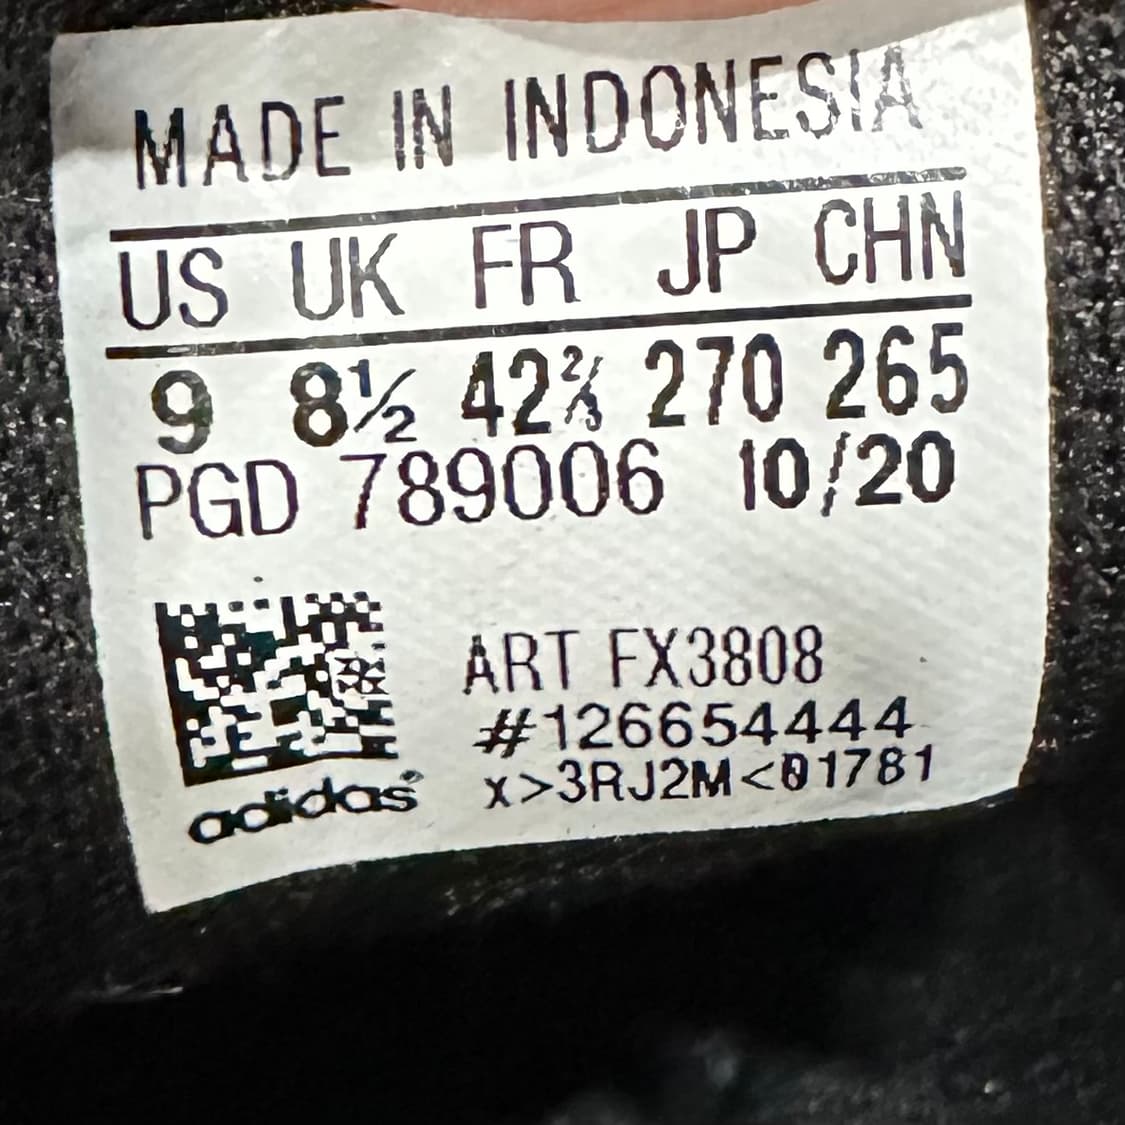 MADE IN INDONESIA
US UK FR JP CHN
9 8½ 42⅔ 270 265
PGD 789006 10/20
ART FX3808
#126654444
x>3RJ2M<01781
adidas